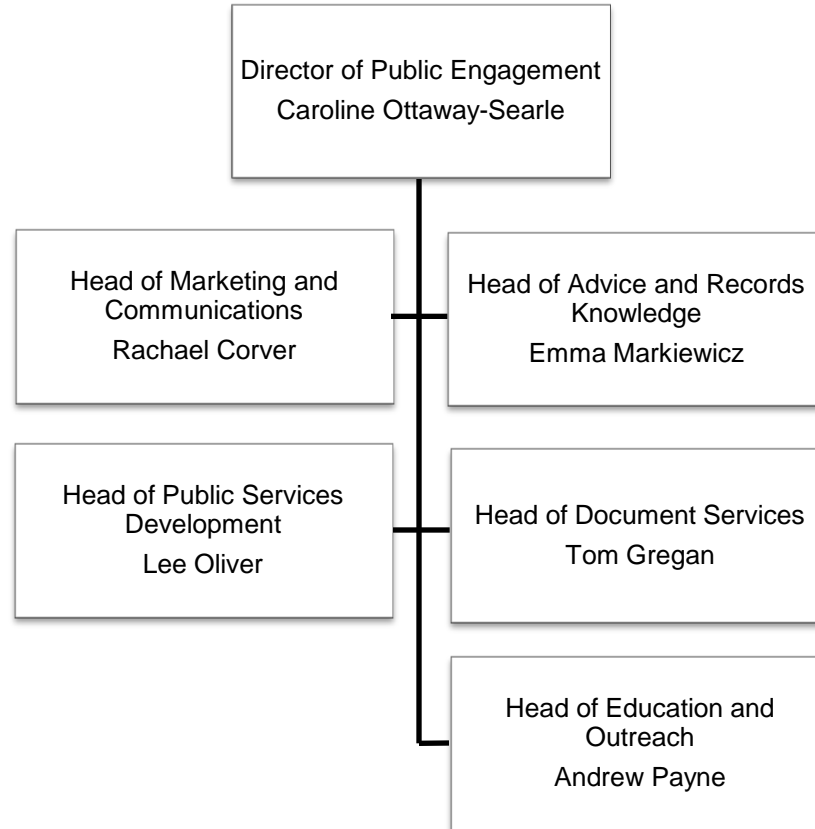 Director of Public Engagement
Caroline Ottaway-Searle
Head of Marketing and
Communications
Rachael Corver
Head of Advice and Records
Knowledge
Emma Markiewicz
Head of Public Services
Development
Lee Oliver
Head of Document Services
Tom Gregan
Head of Education and
Outreach
Andrew Payne